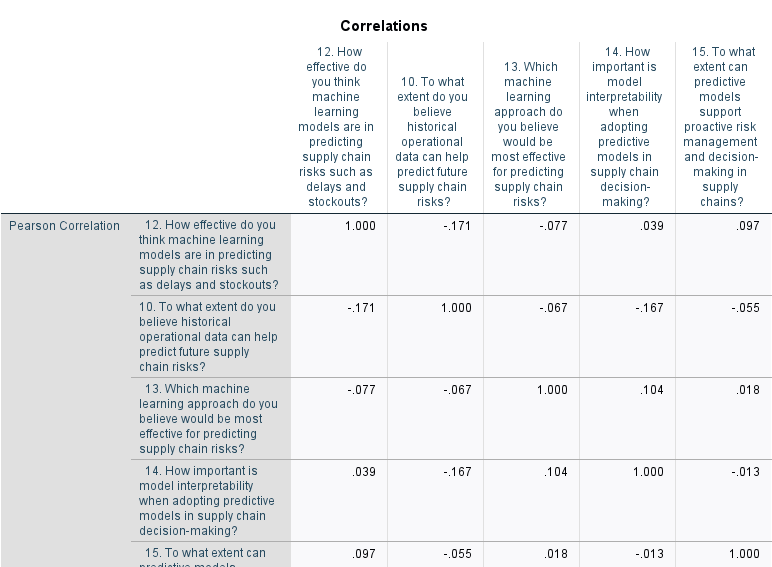 Correlations
12. How
effective do
you think
machine
learning
models are in
predicting
supply chain
risks such as
delays and
stockouts?
10. To what
extent do you
believe
historical
operational
data can help
predict future
supply chain
risks?
13. Which
machine
learning
approach do
you believe
would be
most effective
for predicting
supply chain
risks?
14. How
important is
model
interpretability
when
adopting
predictive
models in
supply chain
decision-
making?
15. To what
extent can
predictive
models
support
proactive risk
management
and decision-
making in
supply
chains?
Pearson Correlation
12. How effective do you
think machine learning
models are in predicting
supply chain risks such
as delays and stockouts?
1.000 -.171 -.077 .039 .097
10. To what extent do you
believe historical
operational data can help
predict future supply
chain risks?
-.171 1.000 -.067 -.167 -.055
13. Which machine
learning approach do you
believe would be most
effective for predicting
supply chain risks?
-.077 -.067 1.000 .104 .018
14. How important is
model interpretability
when adopting predictive
models in supply chain
decision-making?
.039 -.167 .104 1.000 -.013
15. To what extent can
predictive models
.097 -.055 .018 -.013 1.000